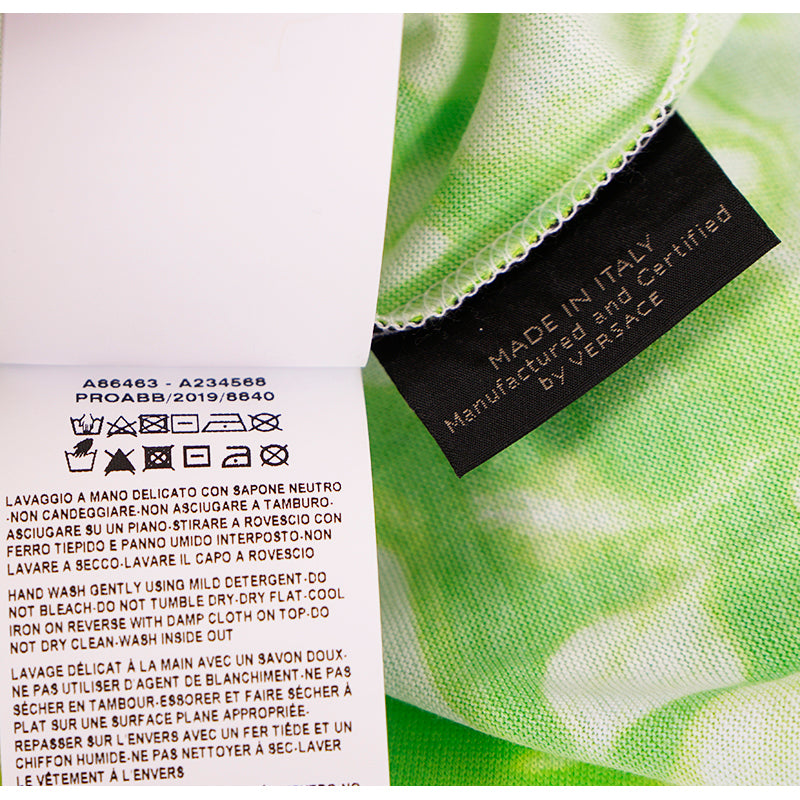 A86463 - A234568
PROABB/2019/8840
LAVAGGIO A MANO DELICATO CON SAPONE NEUTRO
-NON CANDEGGIARE-NON ASCIUGARE A TAMBURO-
ASCIUGARE SU UN PIANO-STIRARE A ROVESCIO CON
FERRO TIEPIDO E PANNO UMIDO INTERPOSTO-NON
LAVARE A SECCO-LAVARE IL CAPO A ROVESCIO
HAND WASH GENTLY USING MILD DETERGENT-DO
NOT BLEACH-DO NOT TUMBLE DRY-DRY FLAT-COOL
IRON ON REVERSE WITH DAMP CLOTH ON TOP-DO
NOT DRY CLEAN-WASH INSIDE OUT
LAVAGE DÉLICAT À LA MAIN AVEC UN SAVON DOUX-
NE PAS UTILISER D'AGENT DE BLANCHIMENT-NE PAS
SÉCHER EN TAMBOUR-ESSORER ET FAIRE SÉCHER À
PLAT SUR UNE SURFACE PLANE APPROPRIÉE-
REPASSER SUR L'ENVERS AVEC UN FER TIÉDE ET UN
CHIFFON HUMIDE-NE PAS NETTOYER À SEC-LAVER
LE VÊTEMENT À L'ENVERS
MADE IN ITALY
Manufactured and Certified
by VERSACE